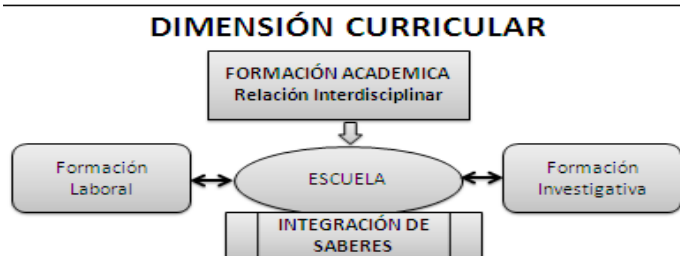 DIMENSIÓN CURRICULAR
FORMACIÓN ACADEMICA
Relación Interdisciplinar
Formación
Laboral
ESCUELA
Formación
Investigativa
INTEGRACIÓN DE
SABERES